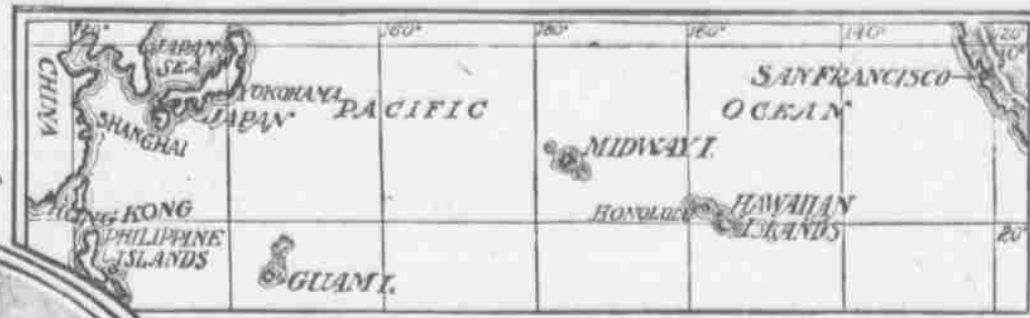 160°
180°
160°
140°
120°
40°
JAPAN
SEA
CHINA
YOKOHAMA
JAPAN
PACIFIC
OCEAN
SAN FRANCISCO
SHANGHAI
MIDWAY I.
HONG KONG
HONOLULU
HAWAIIAN
ISLANDS
20°
PHILIPPINE
ISLANDS
GUAM I.